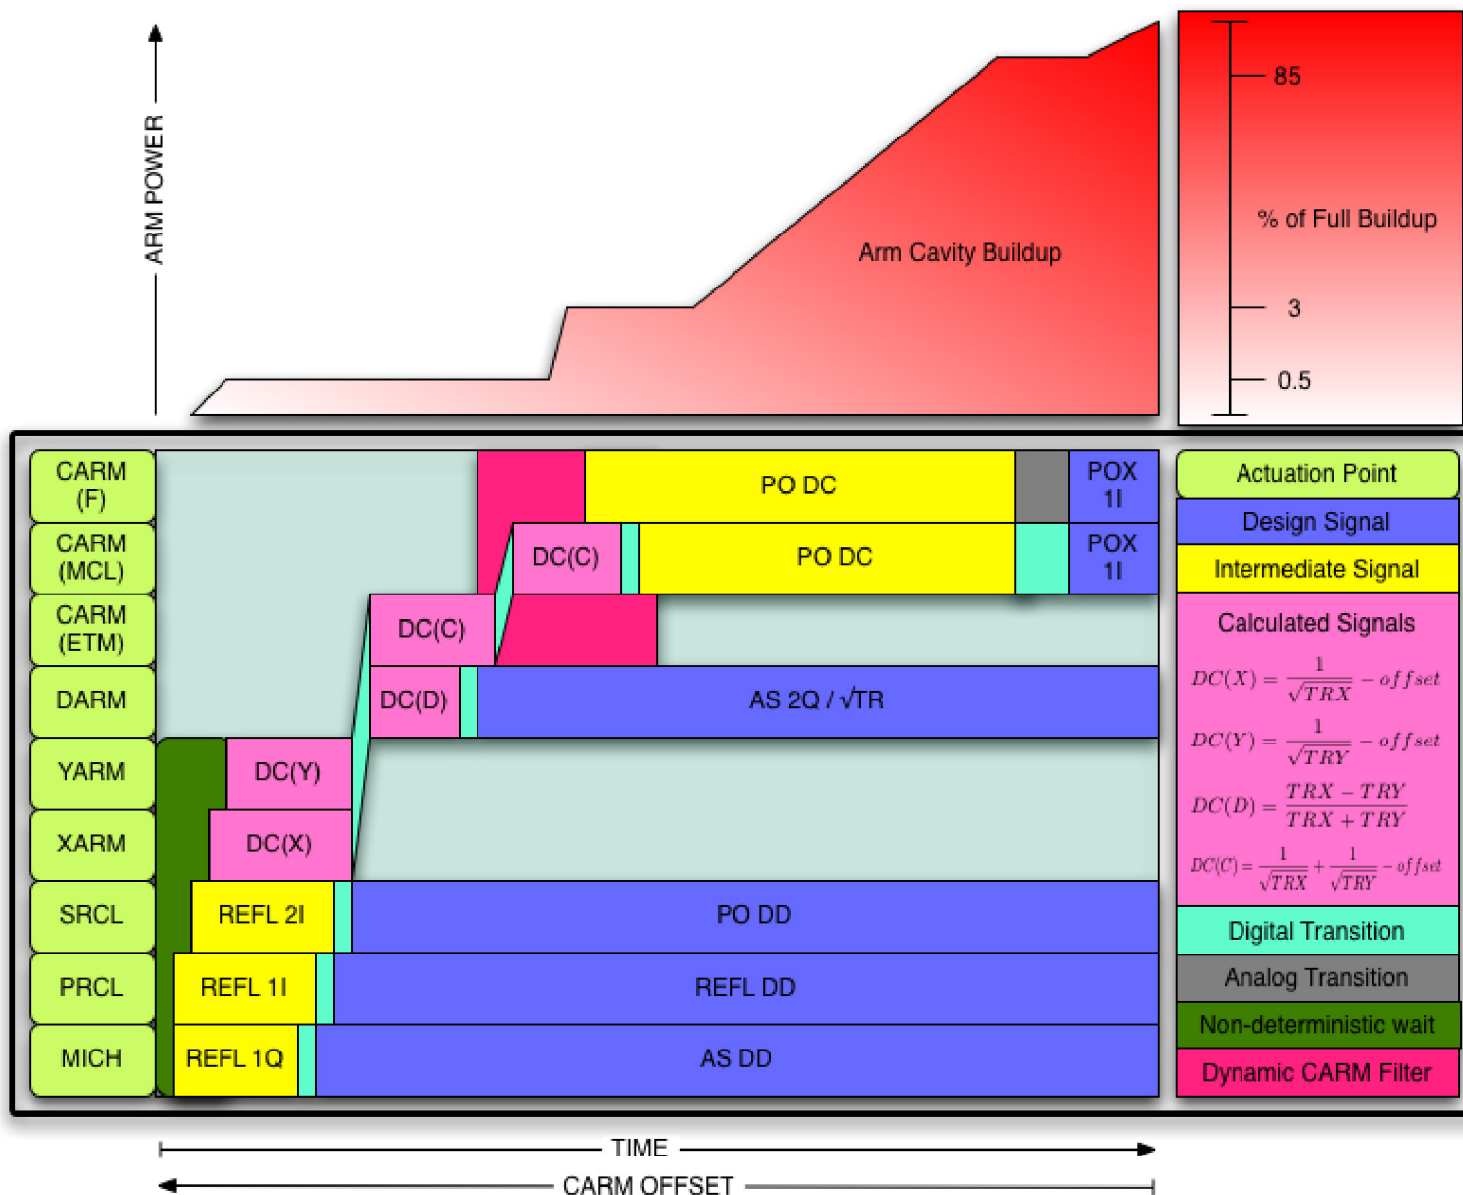 ARM POWER
Arm Cavity Buildup
85
% of Full Buildup
3
0.5
CARM
(F)
PO DC
POX
1I
Actuation Point
Design Signal
CARM
(MCL)
DC(C)
PO DC
POX
1I
Intermediate Signal
CARM
(ETM)
DC(C)
Calculated Signals
DC(X) = 1/√TRX − offset
DC(Y) = 1/√TRY − offset
DC(D) = TRX − TRY/TRX + TRY
DC(C) = 1/√TRX + 1/√TRY − offset
DARM
DC(D)
AS 2Q / √TR
YARM
DC(Y)
XARM
DC(X)
SRCL
REFL 2I
PO DD
Digital Transition
PRCL
REFL 1I
REFL DD
Analog Transition
Non-deterministic wait
MICH
REFL 1Q
AS DD
Dynamic CARM Filter
TIME
CARM OFFSET